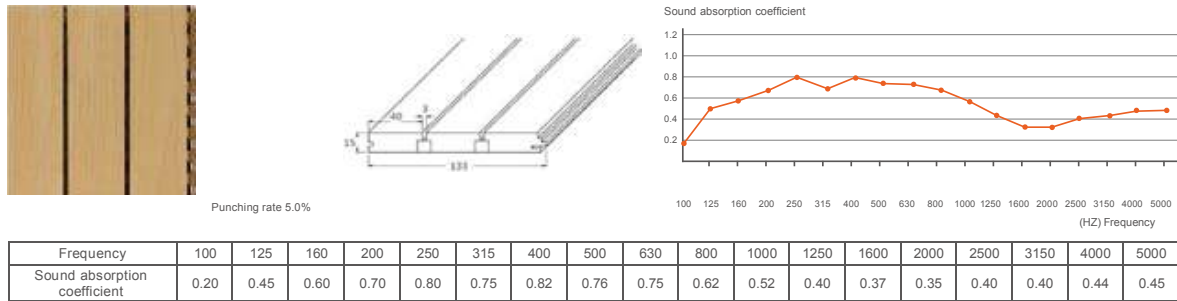 Sound absorption coefficient
1.2
1.0
0.8
0.6
0.4
0.2
3
40
15
133
Punching rate 5.0%
100 125 160 200 250 315 400 500 630 800 1000 1250 1600 2000 2500 3150 4000 5000
(HZ) Frequency
Frequency 100 125 160 200 250 315 400 500 630 800 1000 1250 1600 2000 2500 3150 4000 5000
Sound absorption
coefficient 0.20 0.45 0.60 0.70 0.80 0.75 0.82 0.76 0.75 0.62 0.52 0.40 0.37 0.35 0.40 0.40 0.44 0.45